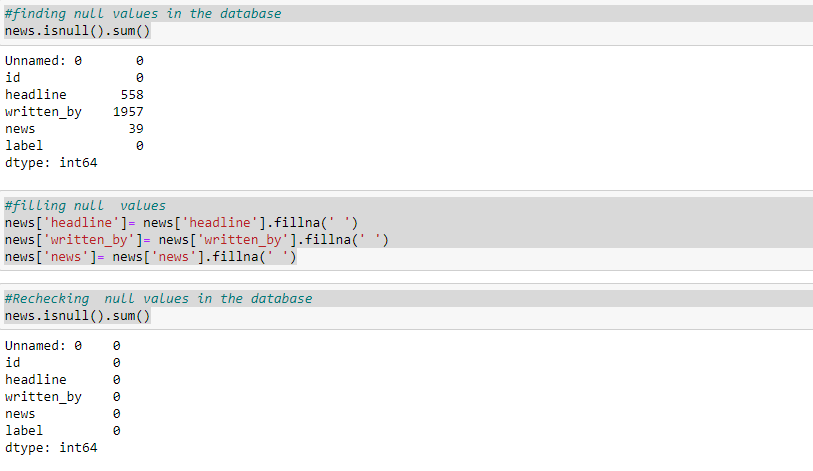 #finding null values in the database
news.isnull().sum()
Unnamed: 0 0
id 0
headline 558
written_by 1957
news 39
label 0
dtype: int64
#filling null  values
news['headline']= news['headline'].fillna(' ')
news['written_by']= news['written_by'].fillna(' ')
news['news']= news['news'].fillna(' ')
#Rechecking  null values in the database
news.isnull().sum()
Unnamed: 0 0
id 0
headline 0
written_by 0
news 0
label 0
dtype: int64